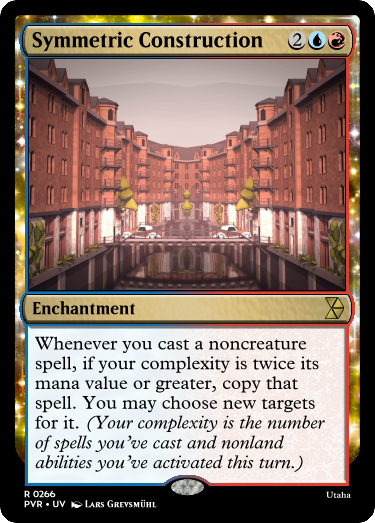 Symmetric Construction 2
Enchantment
Whenever you cast a noncreature
spell, if your complexity is twice its
mana value or greater, copy that
spell. You may choose new targets
for it. (Your complexity is the number
of spells you've cast and nonland
abilities you've activated this turn.)
R 0266
Utaha
PVR • UV Lars Grevsmühl